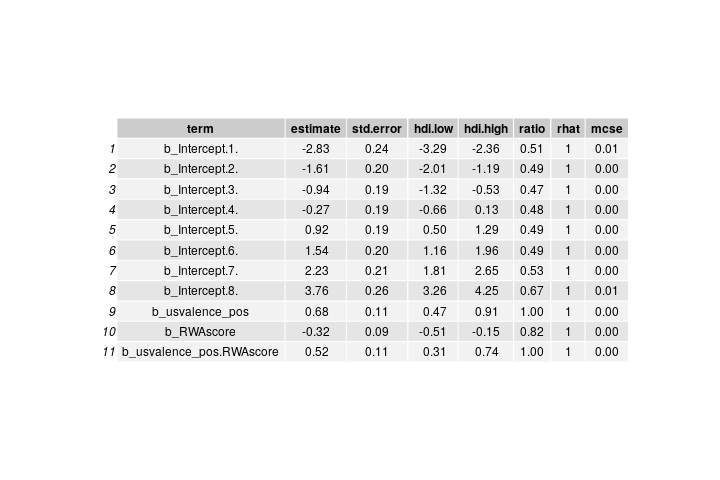 term estimate std.error hdi.low hdi.high ratio rhat mcse
1 b_Intercept.1. -2.83 0.24 -3.29 -2.36 0.51 1 0.01
2 b_Intercept.2. -1.61 0.20 -2.01 -1.19 0.49 1 0.00
3 b_Intercept.3. -0.94 0.19 -1.32 -0.53 0.47 1 0.00
4 b_Intercept.4. -0.27 0.19 -0.66 0.13 0.48 1 0.00
5 b_Intercept.5. 0.92 0.19 0.50 1.29 0.49 1 0.00
6 b_Intercept.6. 1.54 0.20 1.16 1.96 0.49 1 0.00
7 b_Intercept.7. 2.23 0.21 1.81 2.65 0.53 1 0.00
8 b_Intercept.8. 3.76 0.26 3.26 4.25 0.67 1 0.01
9 b_usvalence_pos 0.68 0.11 0.47 0.91 1.00 1 0.00
10 b_RWAscore -0.32 0.09 -0.51 -0.15 0.82 1 0.00
11 b_usvalence_pos.RWAscore 0.52 0.11 0.31 0.74 1.00 1 0.00